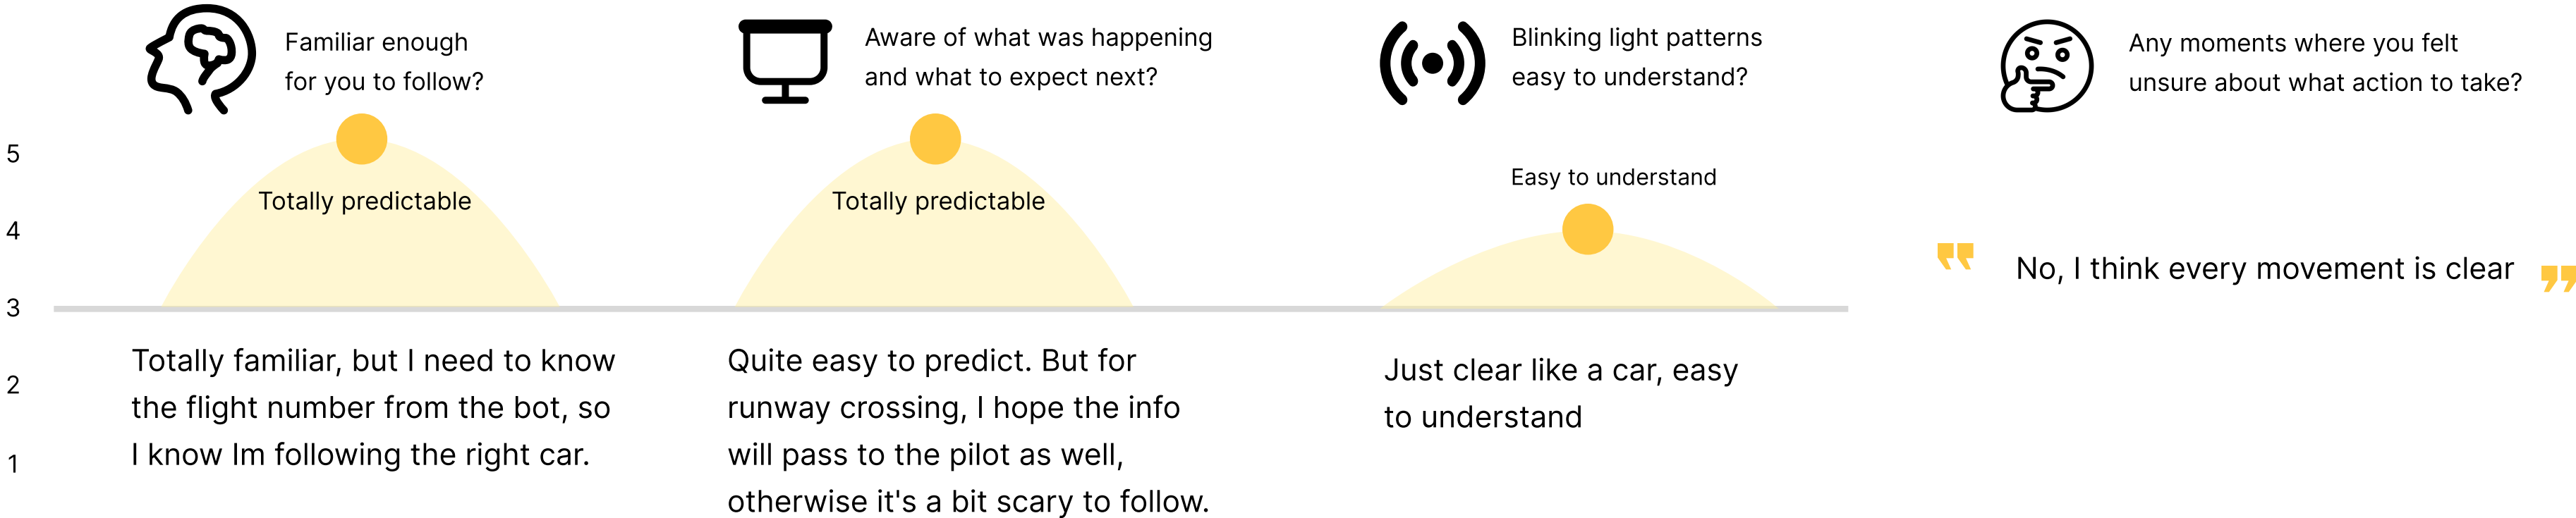 Familiar enough
for you to follow?
Aware of what was happening
and what to expect next?
Blinking light patterns
easy to understand?
Any moments where you felt
unsure about what action to take?
5
4
3
2
1
Totally predictable
Totally predictable
Easy to understand
Totally familiar, but I need to know
the flight number from the bot, so
I know Im following the right car.
Quite easy to predict. But for
runway crossing, I hope the info
will pass to the pilot as well,
otherwise it's a bit scary to follow.
Just clear like a car, easy
to understand
" No, I think every movement is clear "